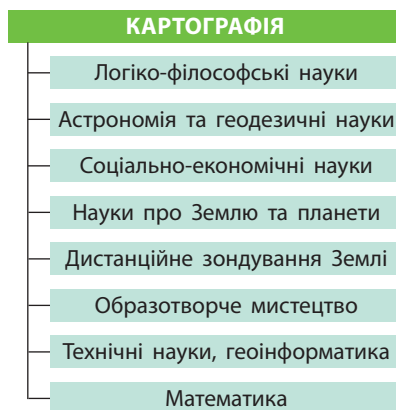 КАРТОГРАФІЯ
Логіко-філософські науки
Астрономія та геодезичні науки
Соціально-економічні науки
Науки про Землю та планети
Дистанційне зондування Землі
Образотворче мистецтво
Технічні науки, геоінформатика
Математика